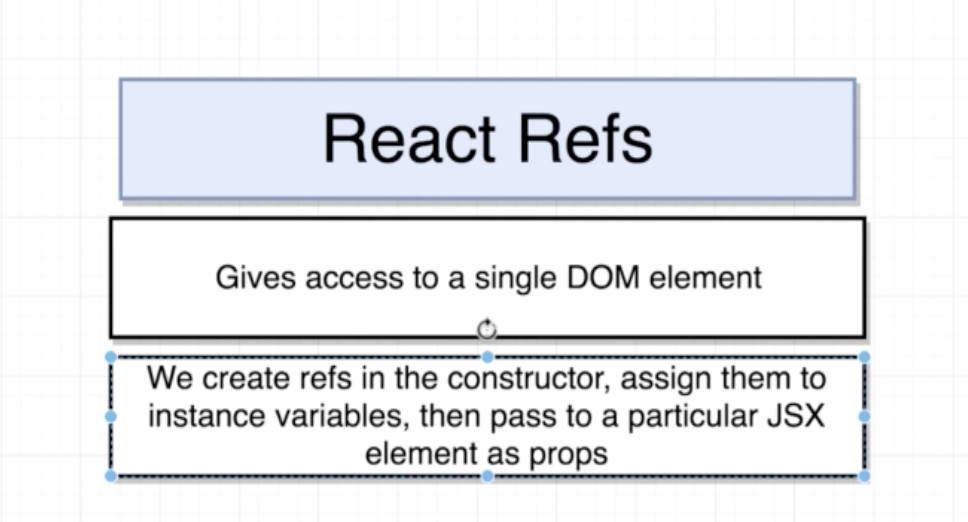 React Refs
Gives access to a single DOM element
We create refs in the constructor, assign them to
instance variables, then pass to a particular JSX
element as props